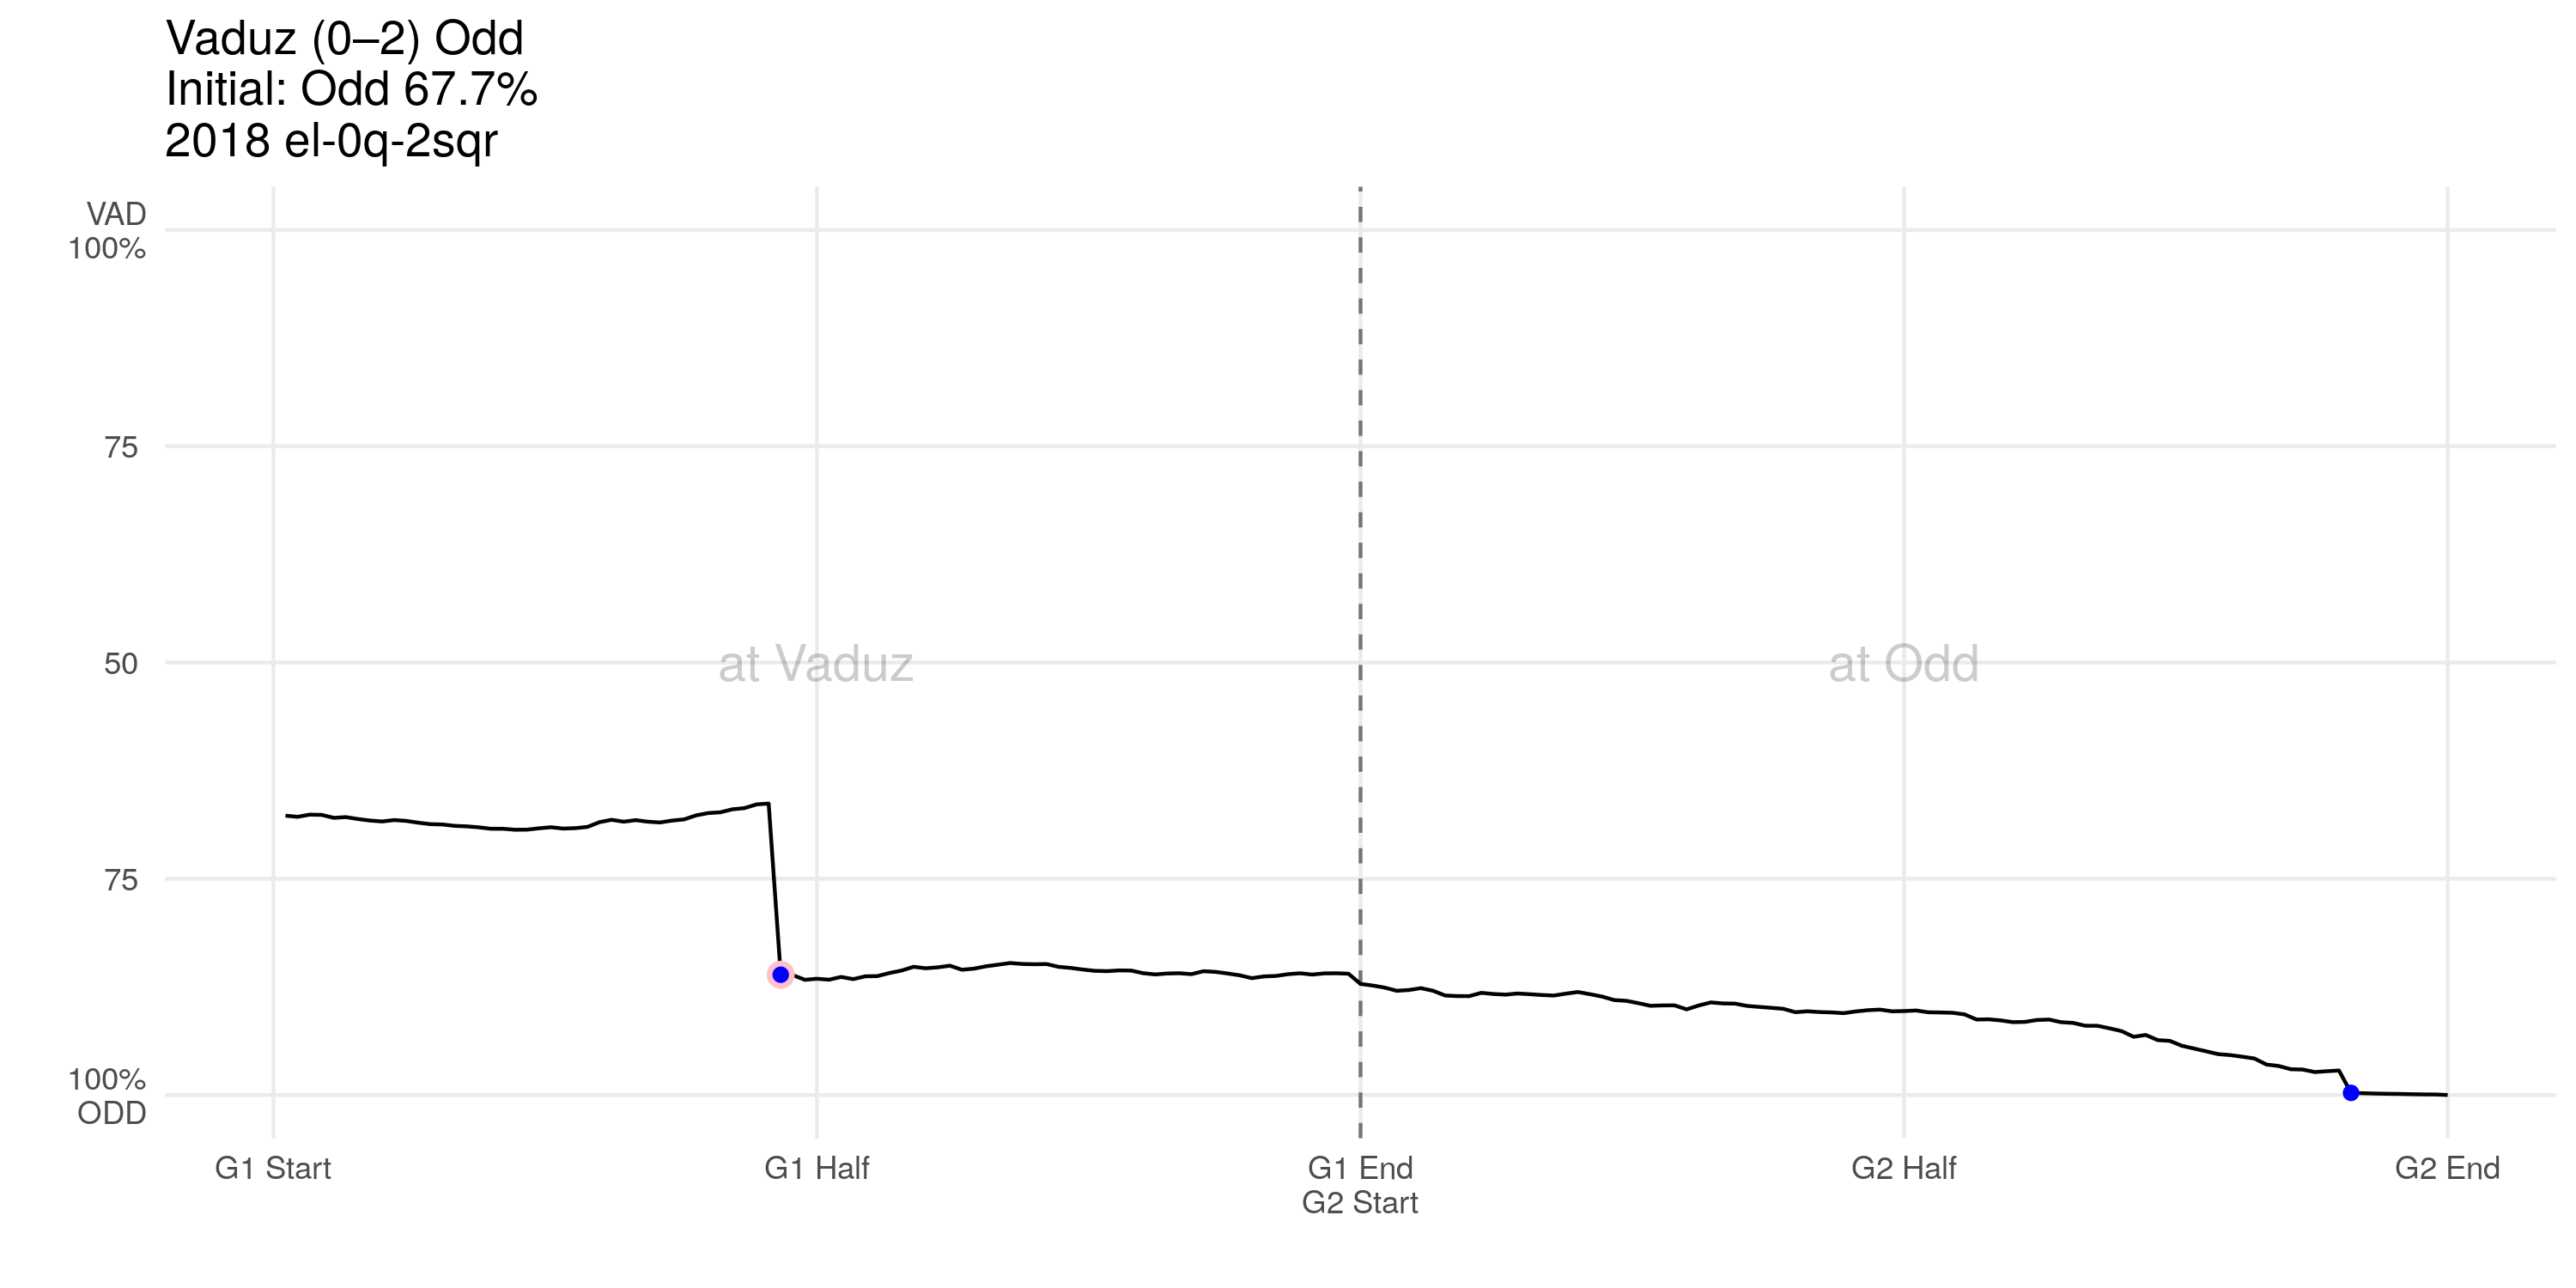 Vaduz (0–2) Odd
Initial: Odd 67.7%
2018 el-0q-2sqr
VAD
100%
75
50
75
100%
ODD
at Vaduz
at Odd
G1 Start
G1 Half
G1 End
G2 Start
G2 Half
G2 End